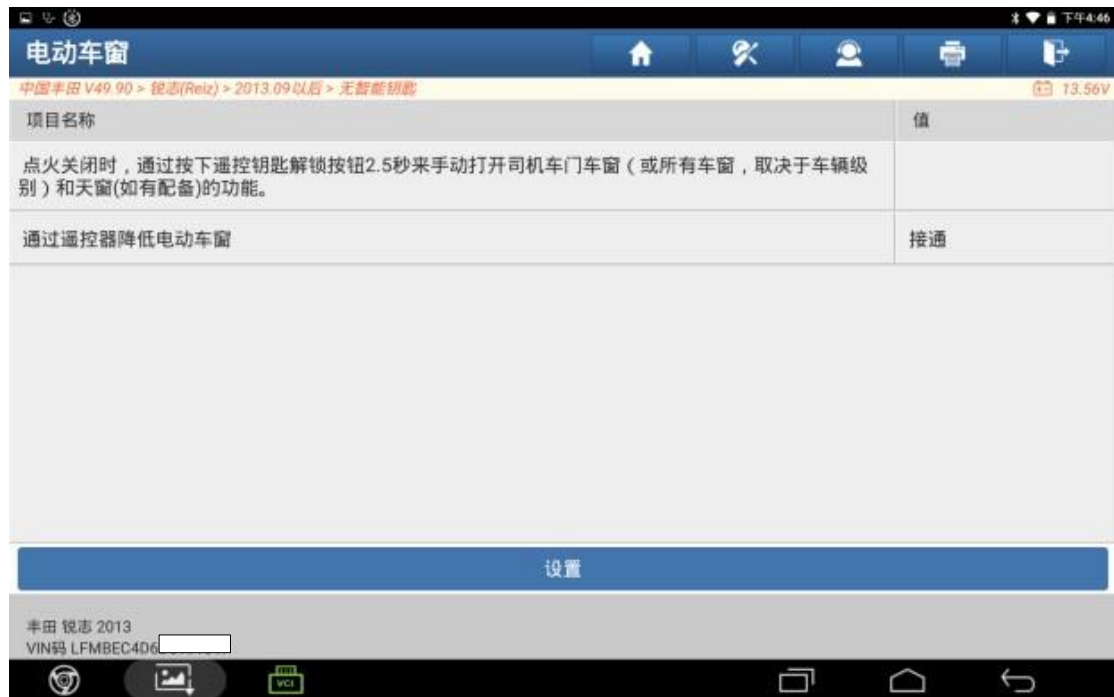 下午4:46
电动车窗
中国丰田 V49.90 > 锐志(Reiz) > 2013.09以后 > 无智能钥匙
13.56V
项目名称
值
点火关闭时，通过按下遥控钥匙解锁按钮2.5秒来手动打开司机车门车窗（或所有车窗，取决于车辆级
别）和天窗(如有配备)的功能。
通过遥控器降低电动车窗
接通
设置
丰田 锐志 2013
VIN码 LFMBEC4D6
VCI